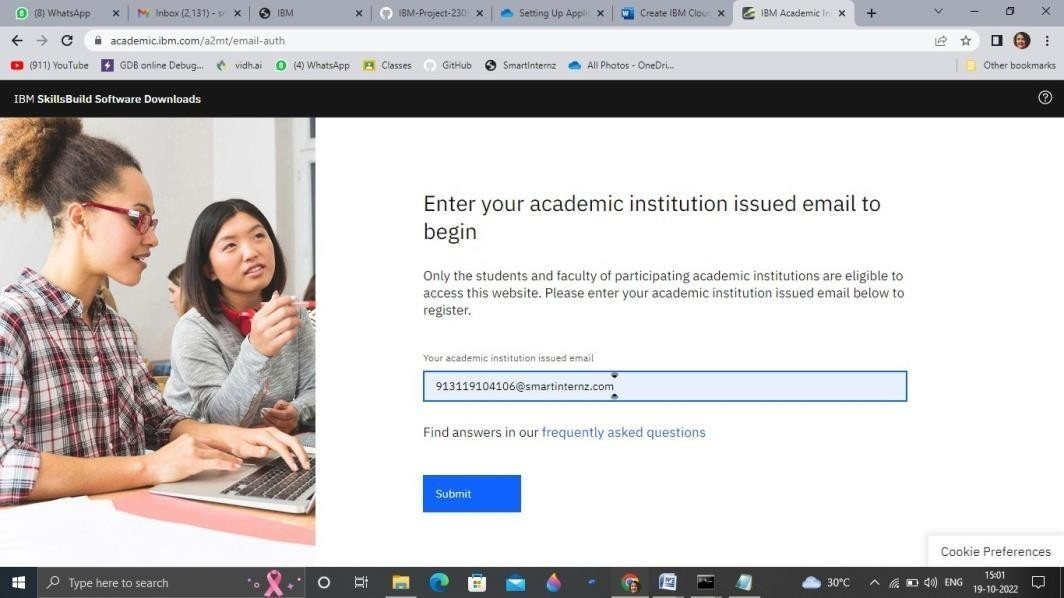 (8) WhatsApp
Inbox (2,131) - s
IBM
IBM-Project-230
Setting Up Appli
Create IBM Clou
IBM Academic In
academic.ibm.com/a2mt/email-auth
(911) YouTube
GDB online Debug...
vidh.ai
(4) WhatsApp
Classes
GitHub
SmartInternz
All Photos - OneDri...
Other bookmarks
IBM SkillsBuild Software Downloads
Enter your academic institution issued email to
begin
Only the students and faculty of participating academic institutions are eligible to
access this website. Please enter your academic institution issued email below to
register.
Your academic institution issued email
913119104106@smartinternz.com
Find answers in our frequently asked questions
Submit
Cookie Preferences
Type here to search
30°C
ENG
15:01
19-10-2022